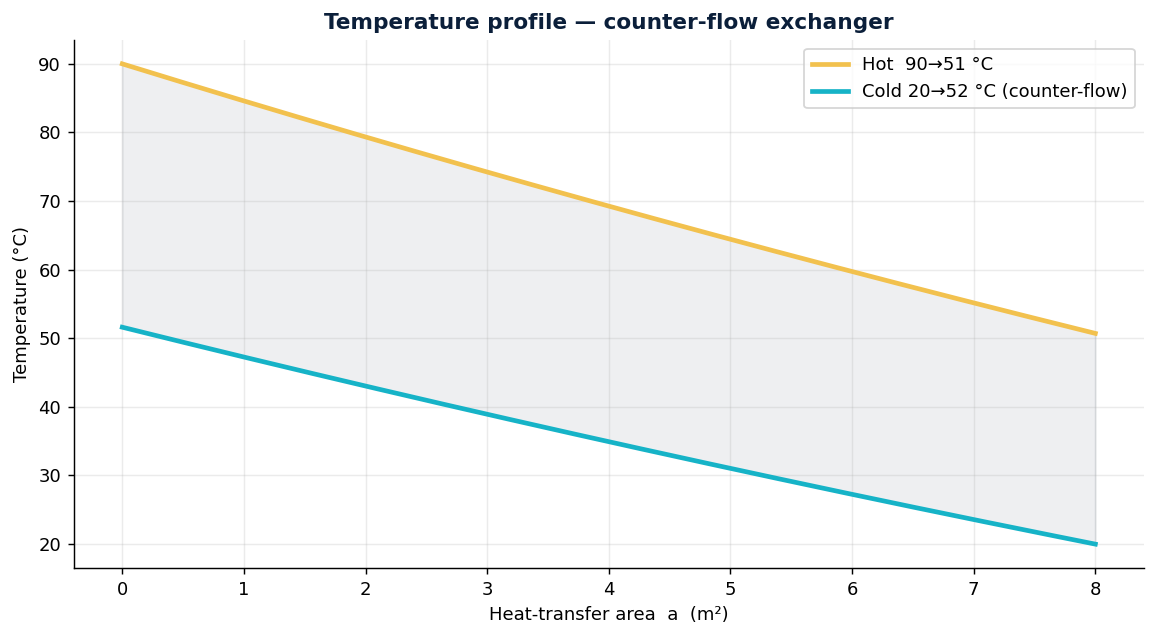 Temperature profile — counter-flow exchanger
Hot  90→51 °C
Cold 20→52 °C (counter-flow)
Temperature (°C)
90
80
70
60
50
40
30
20
0 1 2 3 4 5 6 7 8
Heat-transfer area  a  (m²)